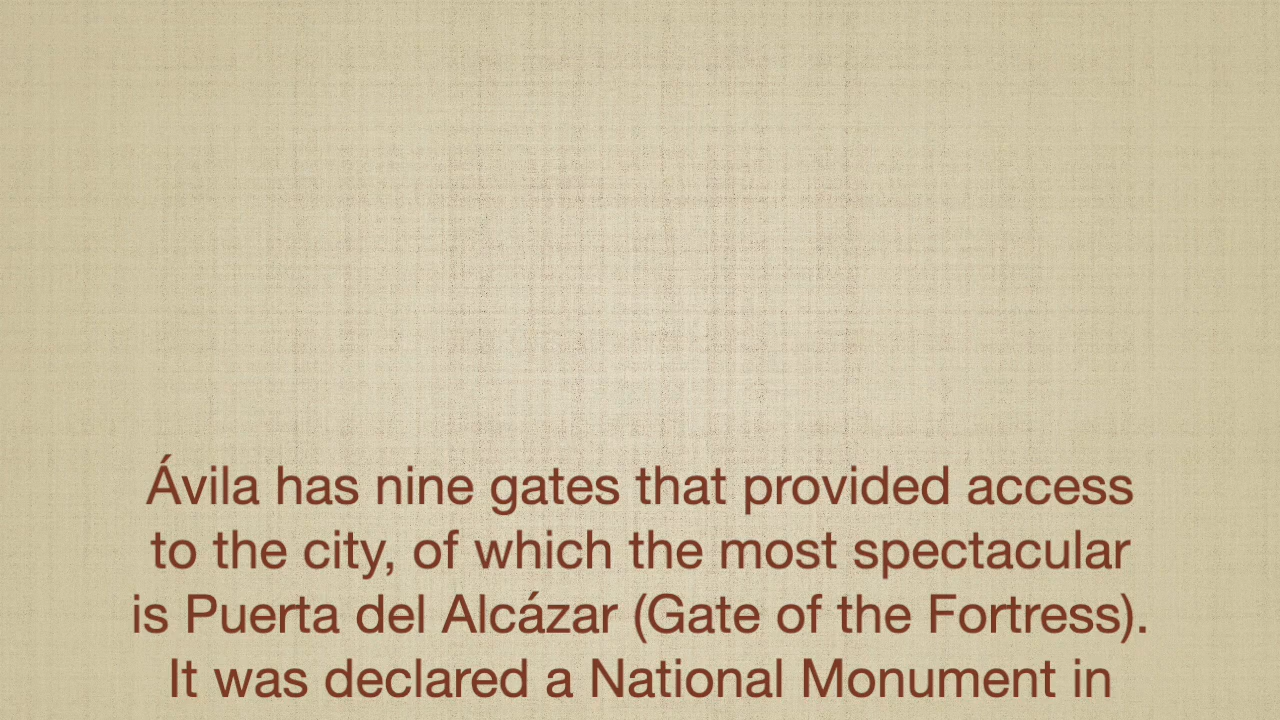 Ávila has nine gates that provided access
to the city, of which the most spectacular
is Puerta del Alcázar (Gate of the Fortress).
It was declared a National Monument in